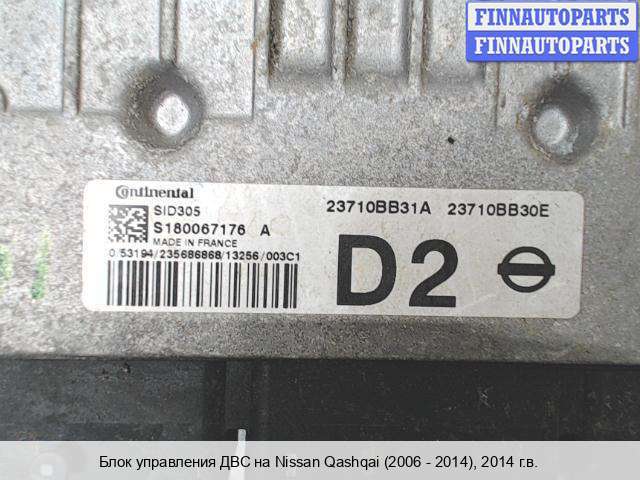 FINNAUTOPARTS
FINNAUTOPARTS
Continental
SID305
S180067176 A
MADE IN FRANCE
0/53194/235686868/13256/003C1
23710BB31A 23710BB30E
D2
Блок управления ДВС на Nissan Qashqai (2006 - 2014), 2014 г.в.